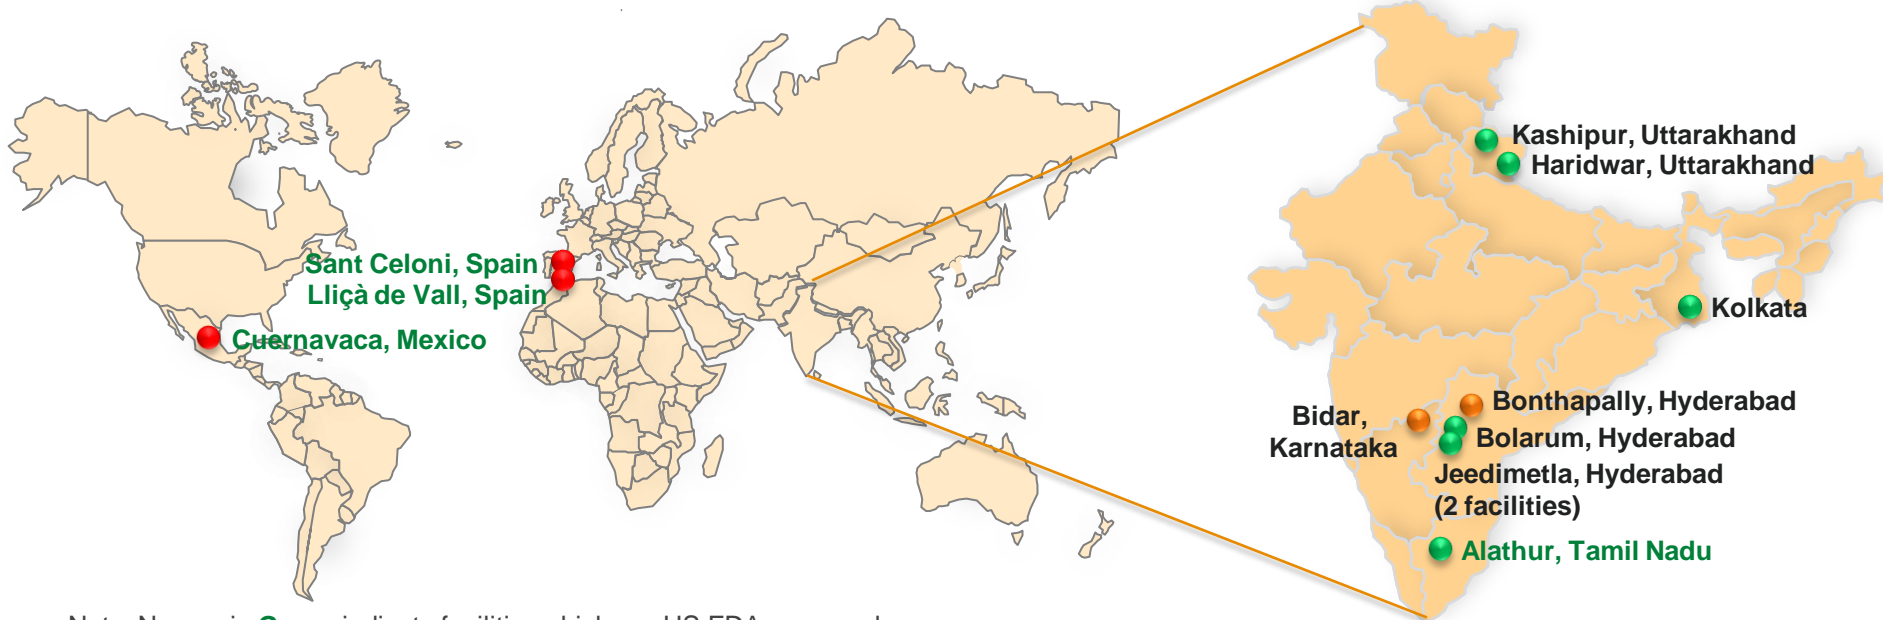 Kashipur, Uttarakhand
Haridwar, Uttarakhand
Sant Celoni, Spain
Lliçà de Vall, Spain
Cuernavaca, Mexico
Kolkata
Bidar,
Karnataka
Bonthapally, Hyderabad
Bolarum, Hyderabad
Jeedimetla, Hyderabad
(2 facilities)
Alathur, Tamil Nadu